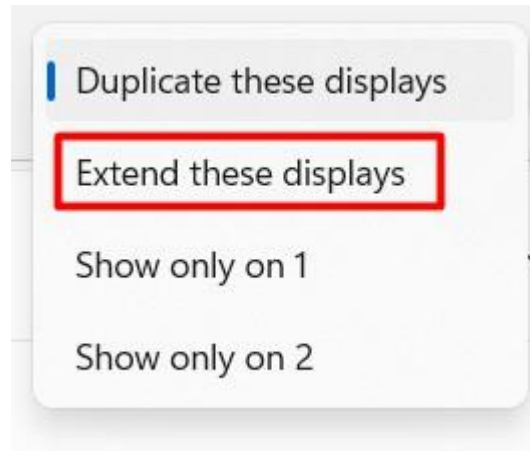 Duplicate these displays
Extend these displays
Show only on 1
Show only on 2